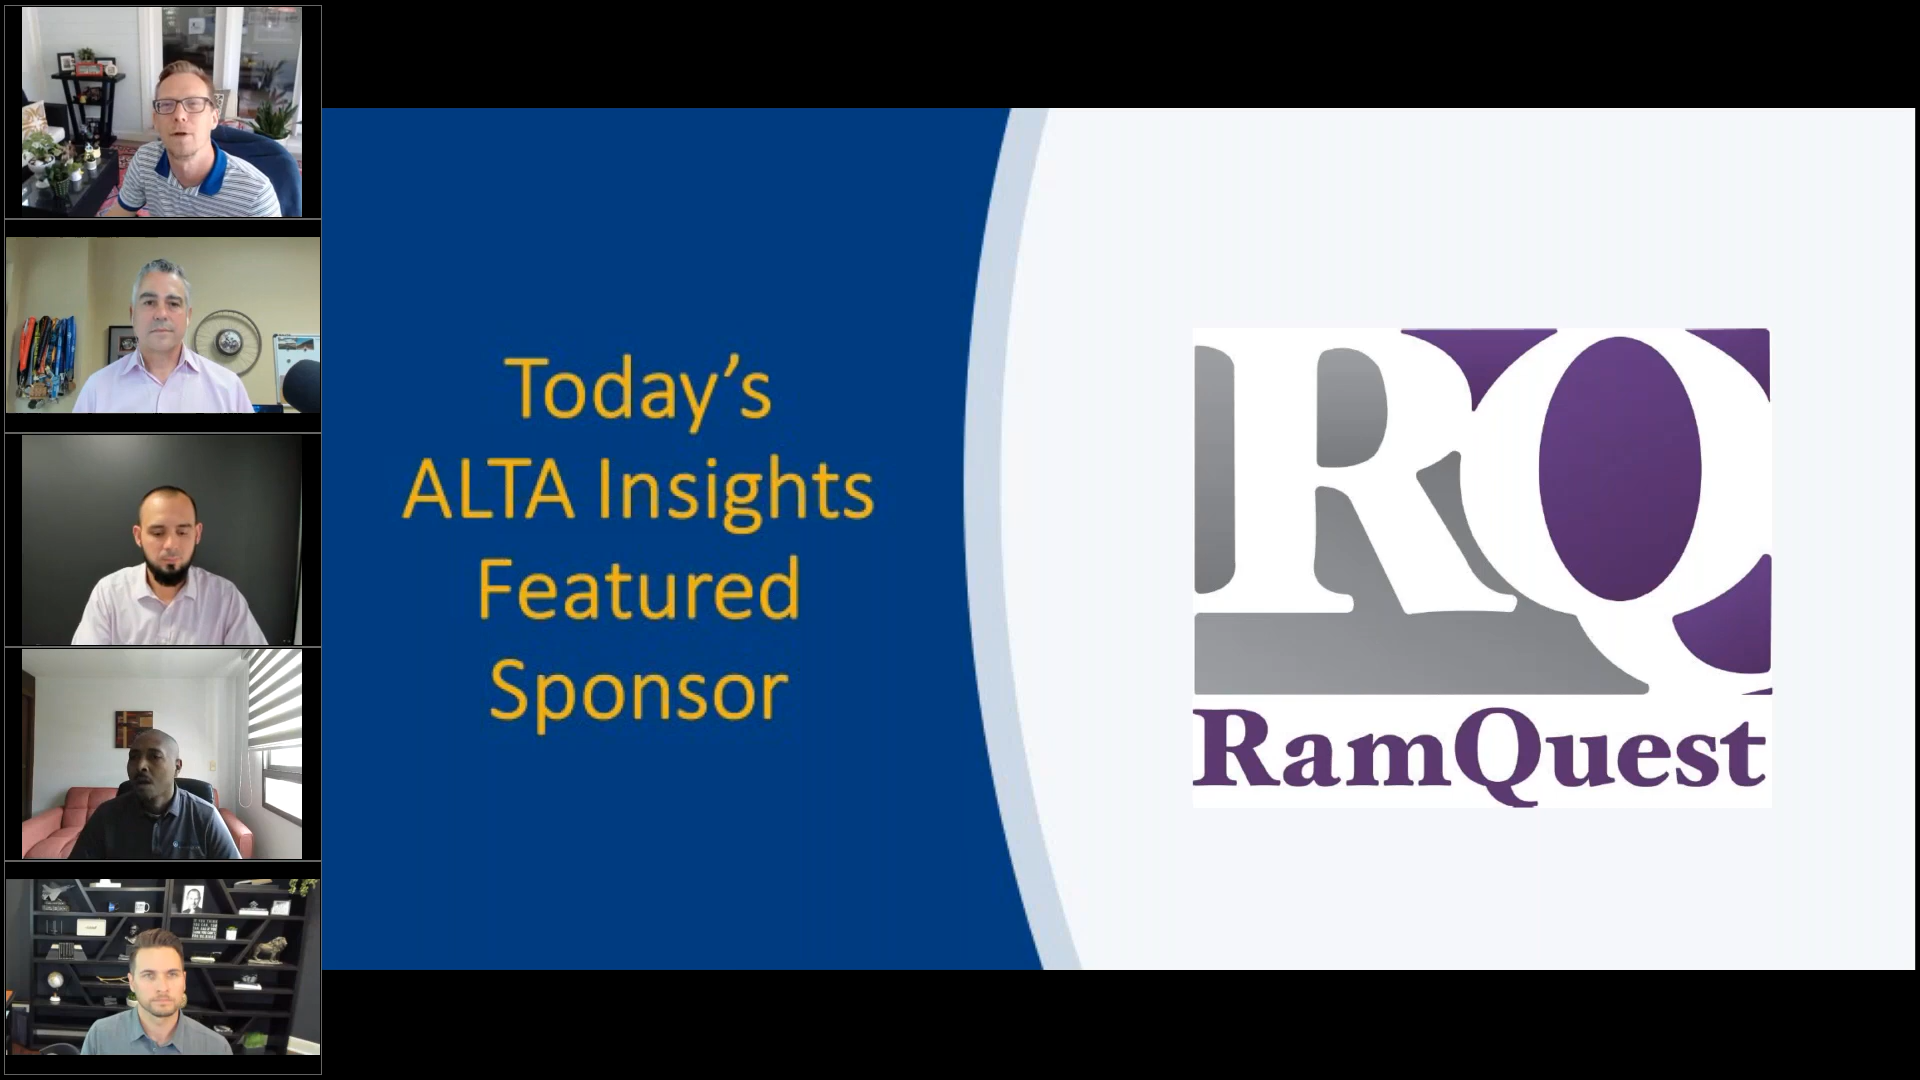 Today's
ALTA Insights
Featured
Sponsor
RQ
RamQuest